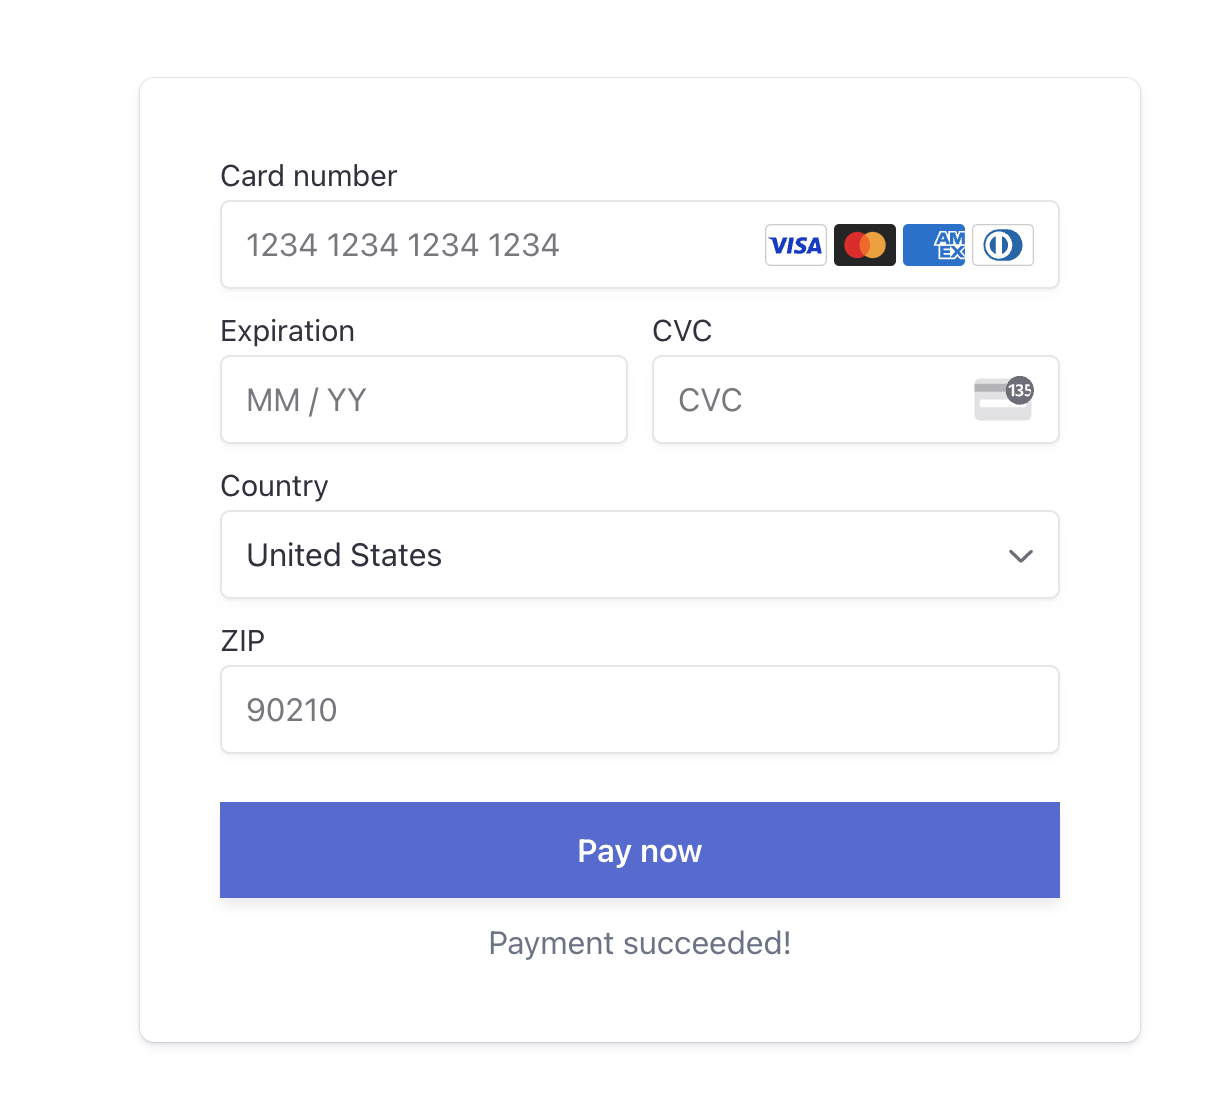 Card number
1234 1234 1234 1234 VISA AM EX
Expiration CVC
MM / YY CVC 135
Country
United States
ZIP
90210
Pay now
Payment succeeded!